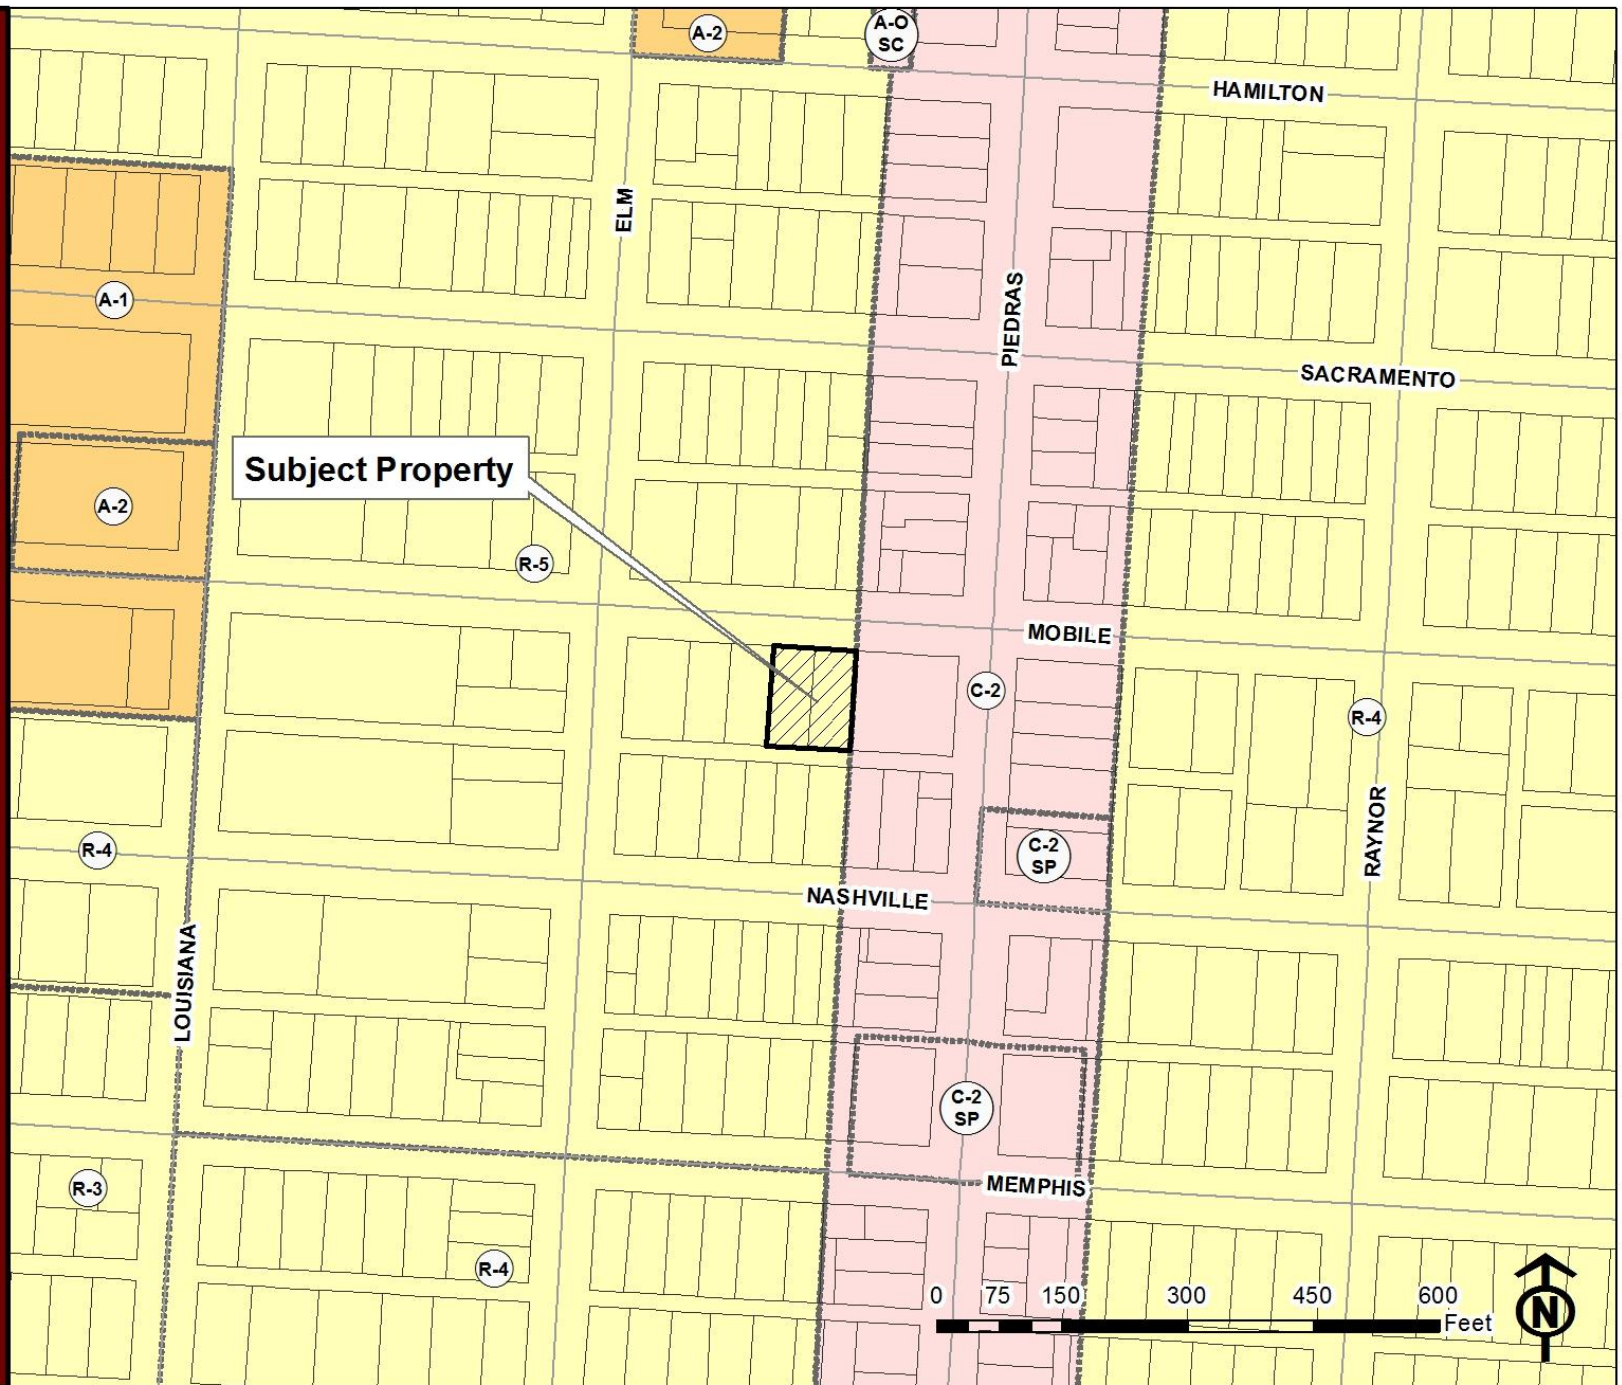 A-2
A-O
SC
HAMILTON
ELM
A-1
PIEDRAS
SACRAMENTO
Subject Property
A-2
R-5
MOBILE
C-2
R-4
RAYNOR
R-4
C-2
SP
NASHVILLE
LOUISIANA
C-2
SP
R-3
MEMPHIS
R-4
0 75 150 300 450 600
Feet
N